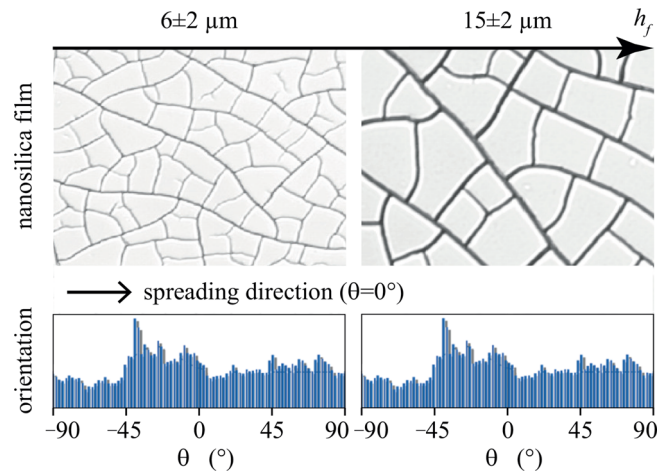 6±2 µm 15±2 µm h_f
nanosilica film
spreading direction (θ=0°)
orientation
−90 −45 0 45 90 −90 −45 0 45 90
θ (°) θ (°)